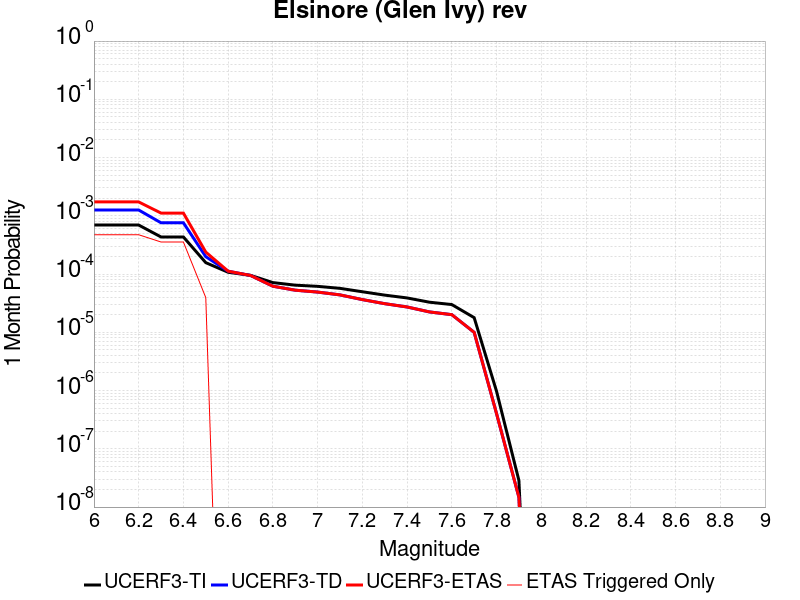 Elsinore (Glen Ivy) rev
10^0
10^-1
10^-2
10^-3
10^-4
10^-5
10^-6
10^-7
10^-8
1 Month Probability
6 6.2 6.4 6.6 6.8 7 7.2 7.4 7.6 7.8 8 8.2 8.4 8.6 8.8 9
Magnitude
UCERF3-TI UCERF3-TD UCERF3-ETAS ETAS Triggered Only